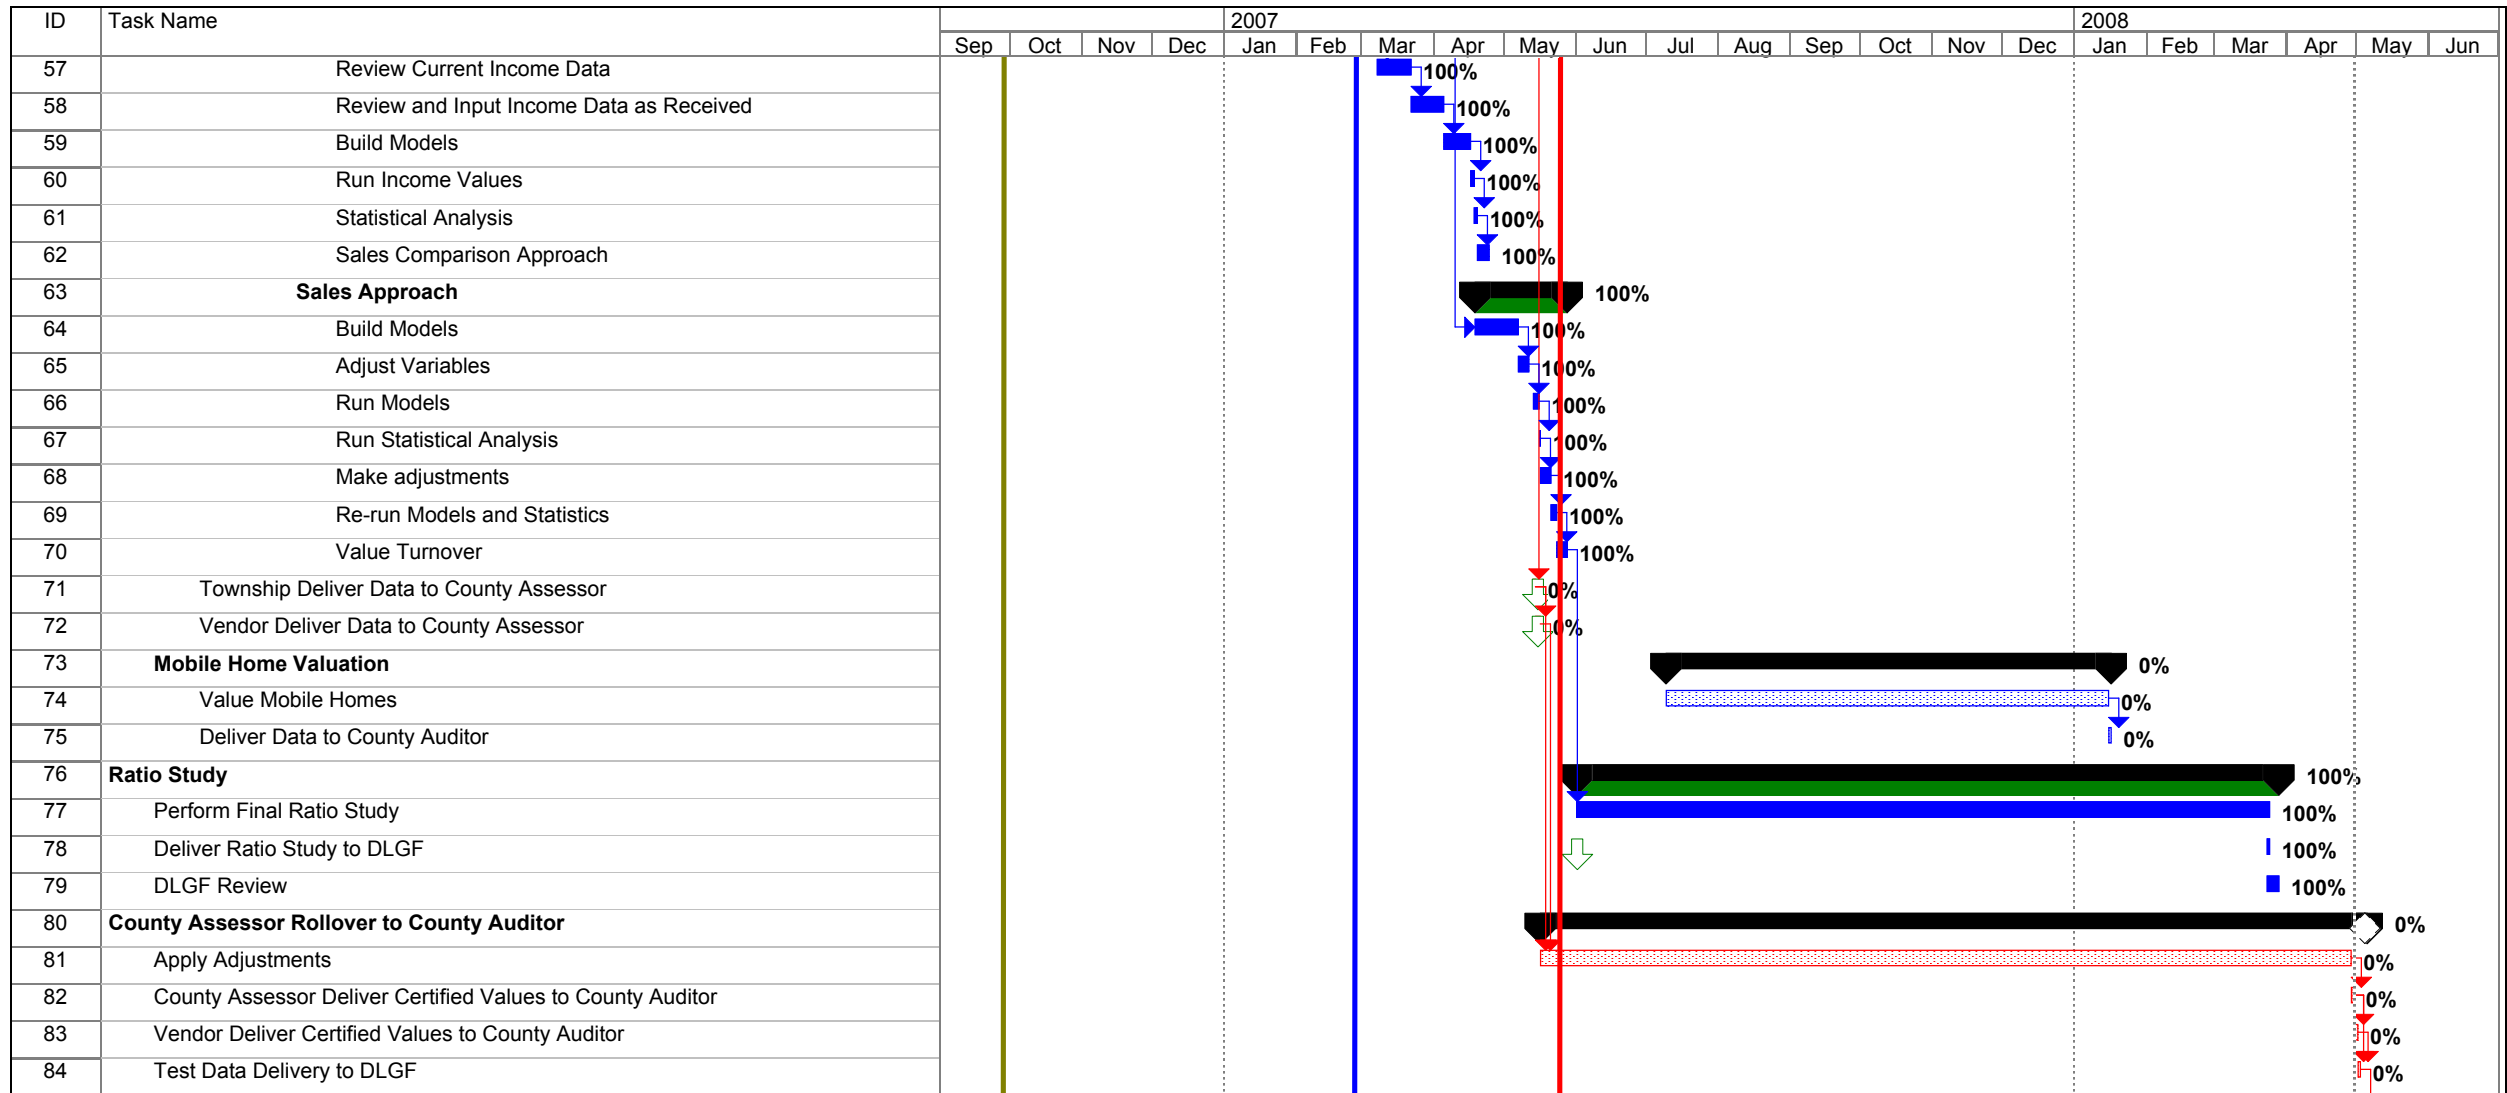 ID Task Name 2007 2008
Sep Oct Nov Dec Jan Feb Mar Apr May Jun Jul Aug Sep Oct Nov Dec Jan Feb Mar Apr May Jun
57 Review Current Income Data 100%
58 Review and Input Income Data as Received 100%
59 Build Models 100%
60 Run Income Values 100%
61 Statistical Analysis 100%
62 Sales Comparison Approach 100%
63 Sales Approach 100%
64 Build Models 100%
65 Adjust Variables 100%
66 Run Models 100%
67 Run Statistical Analysis 100%
68 Make adjustments 100%
69 Re-run Models and Statistics 100%
70 Value Turnover 100%
71 Township Deliver Data to County Assessor 0%
72 Vendor Deliver Data to County Assessor 0%
73 Mobile Home Valuation 0%
74 Value Mobile Homes 0%
75 Deliver Data to County Auditor 0%
76 Ratio Study 100%
77 Perform Final Ratio Study 100%
78 Deliver Ratio Study to DLGF 100%
79 DLGF Review 100%
80 County Assessor Rollover to County Auditor 0%
81 Apply Adjustments 0%
82 County Assessor Deliver Certified Values to County Auditor 0%
83 Vendor Deliver Certified Values to County Auditor 0%
84 Test Data Delivery to DLGF 0%